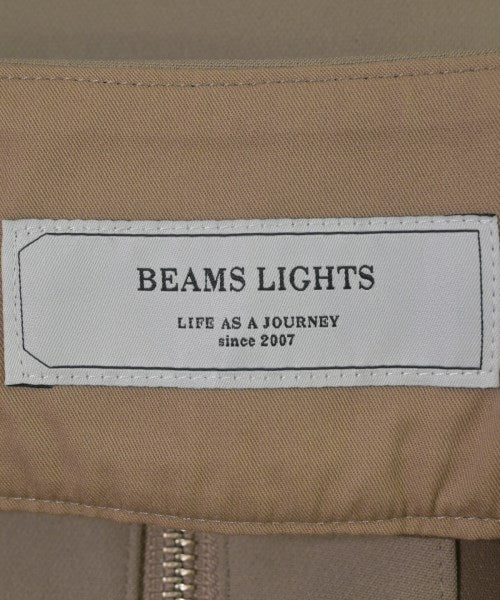 BEAMS LIGHTS
LIFE AS A JOURNEY
since 2007